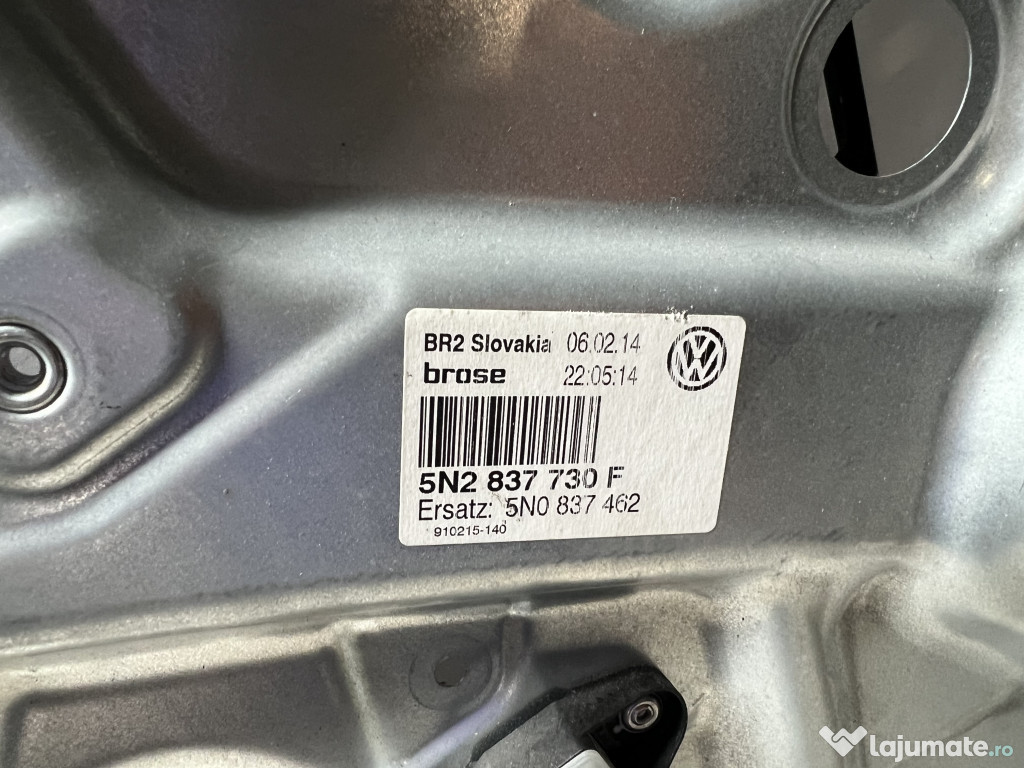 BR2 Slovakia 06.02.14
brose 22:05:14
5N2 837 730 F
Ersatz: 5N0 837 462
910215-140
lajumate.ro